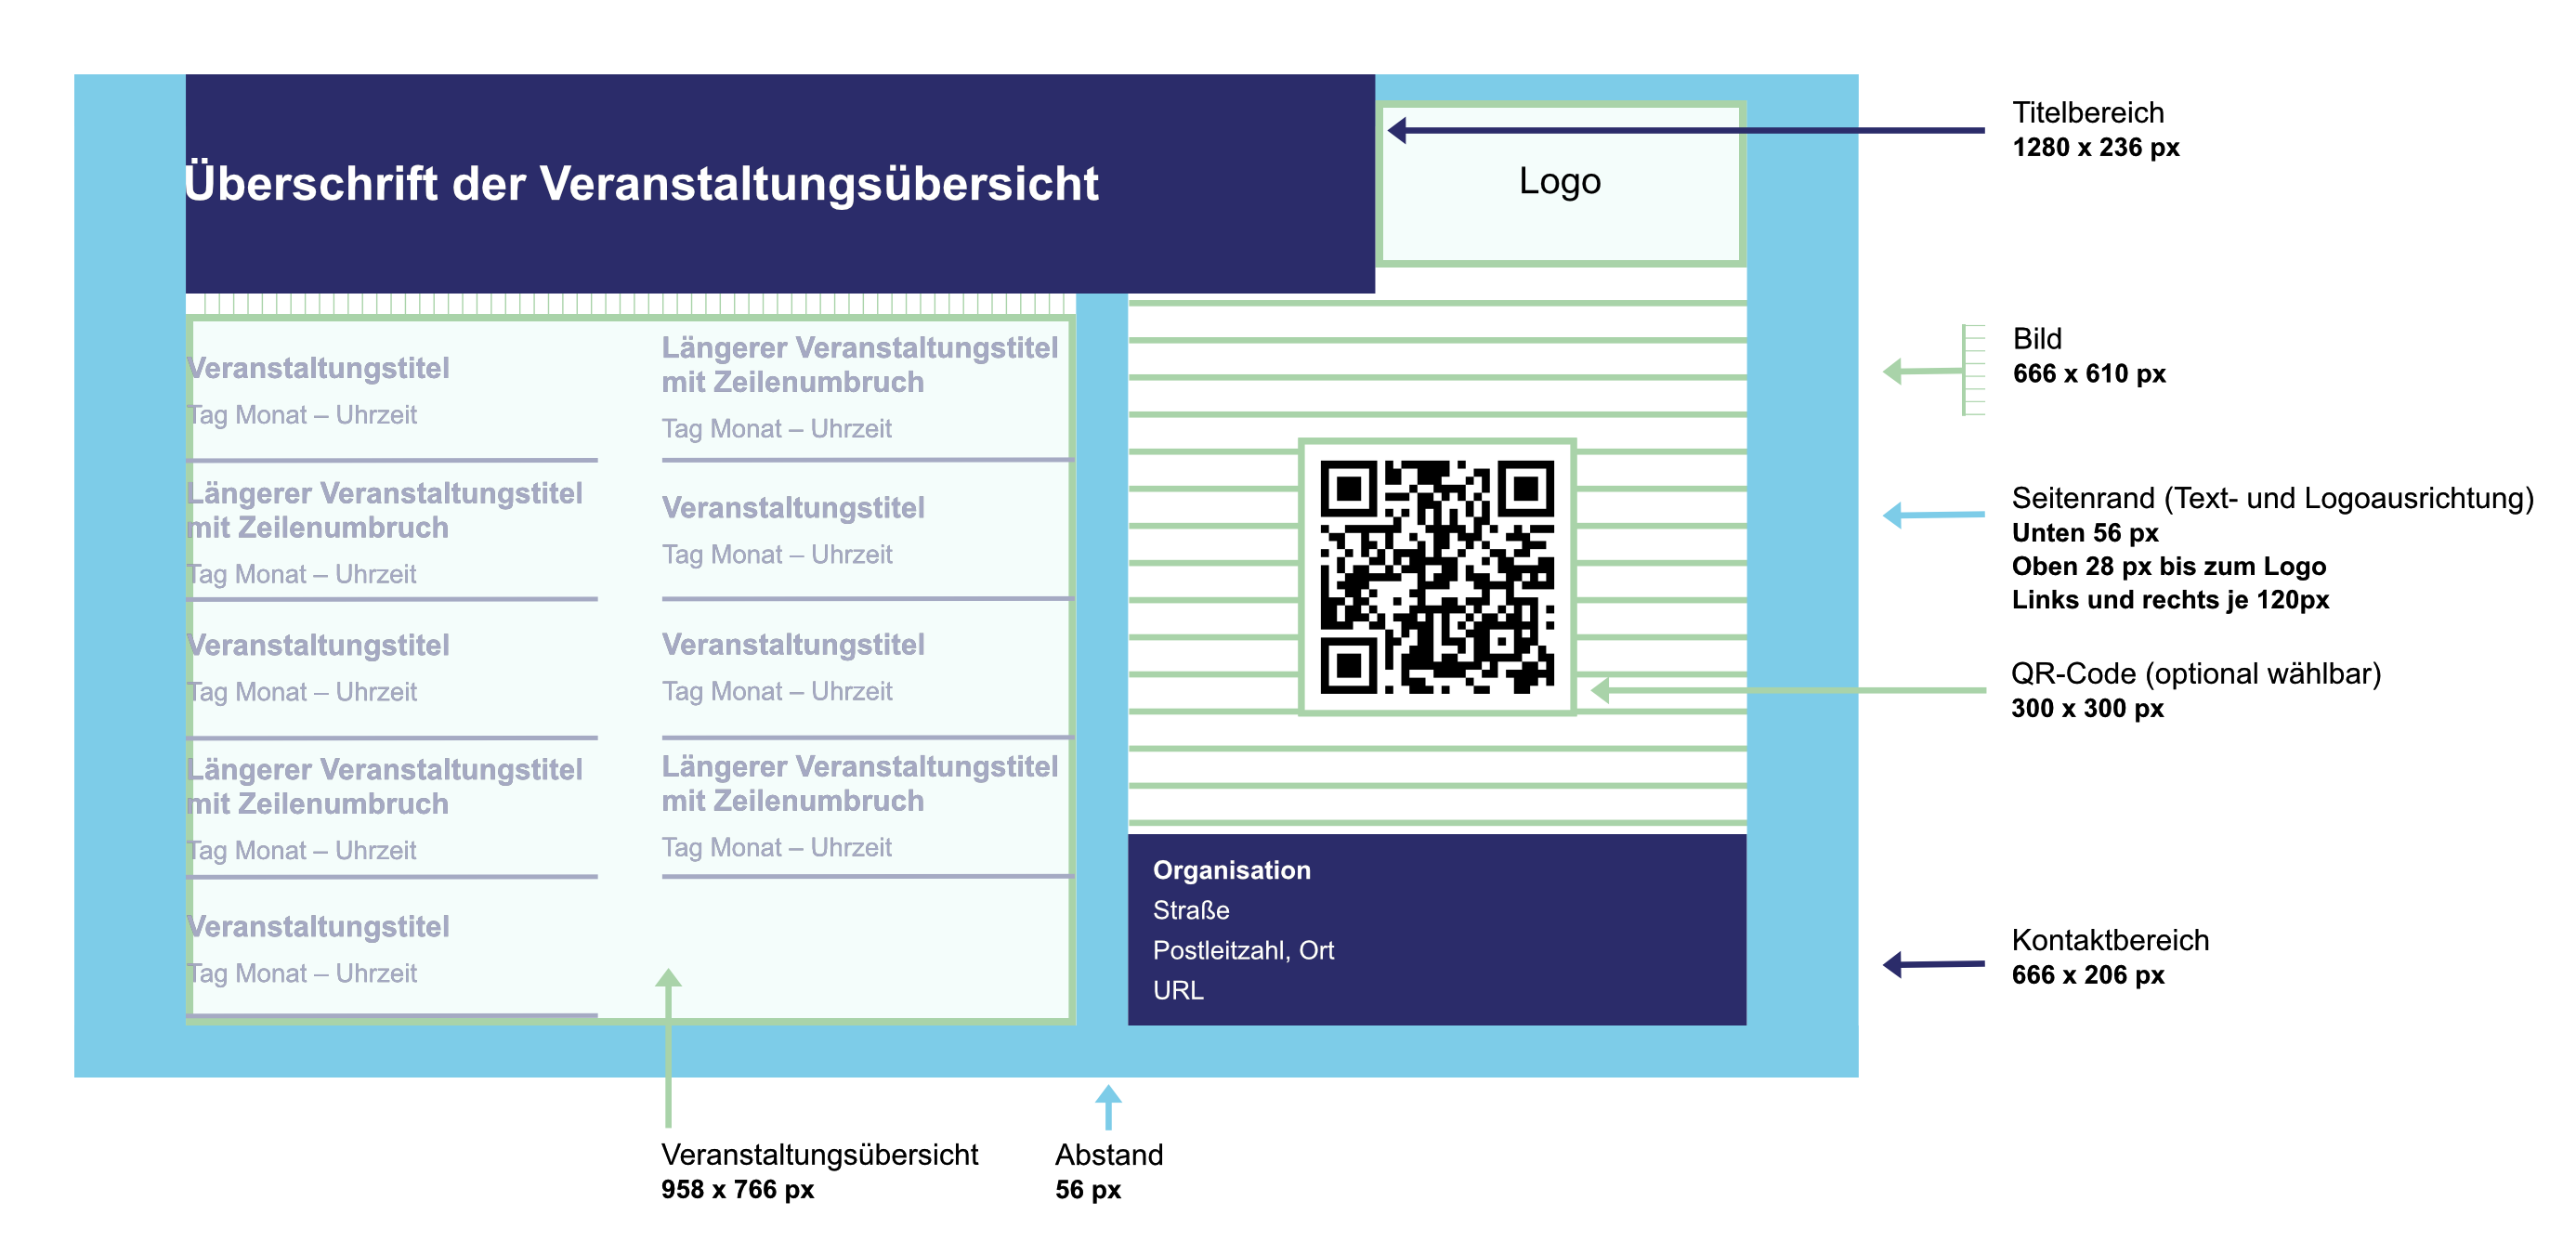 Überschrift der Veranstaltungsübersicht
Logo
Veranstaltungstitel
Tag Monat – Uhrzeit
Längerer Veranstaltungstitel
mit Zeilenumbruch
Tag Monat – Uhrzeit
Veranstaltungstitel
Tag Monat – Uhrzeit
Längerer Veranstaltungstitel
mit Zeilenumbruch
Tag Monat – Uhrzeit
Veranstaltungstitel
Tag Monat – Uhrzeit
Längerer Veranstaltungstitel
mit Zeilenumbruch
Tag Monat – Uhrzeit
Veranstaltungstitel
Tag Monat – Uhrzeit
Veranstaltungstitel
Tag Monat – Uhrzeit
Längerer Veranstaltungstitel
mit Zeilenumbruch
Tag Monat – Uhrzeit
Organisation
Straße
Postleitzahl, Ort
URL
Titelbereich
1280 x 236 px
Bild
666 x 610 px
Seitenrand (Text- und Logoausrichtung)
Unten 56 px
Oben 28 px bis zum Logo
Links und rechts je 120px
QR-Code (optional wählbar)
300 x 300 px
Kontaktbereich
666 x 206 px
Veranstaltungsübersicht
958 x 766 px
Abstand
56 px